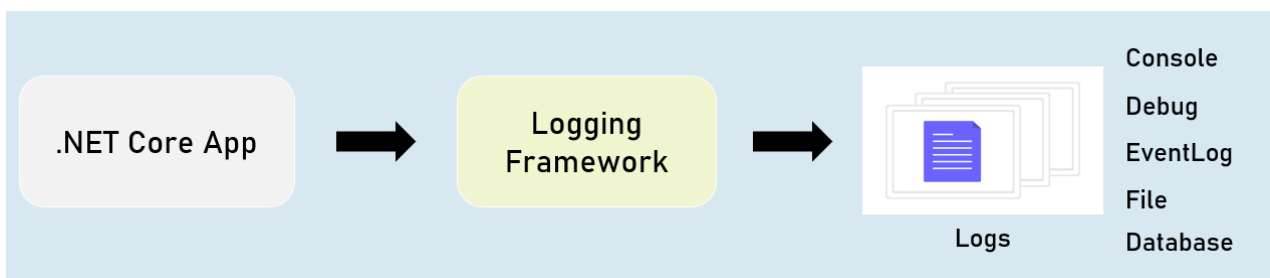 .NET Core App
Logging
Framework
Logs
Console
Debug
EventLog
File
Database